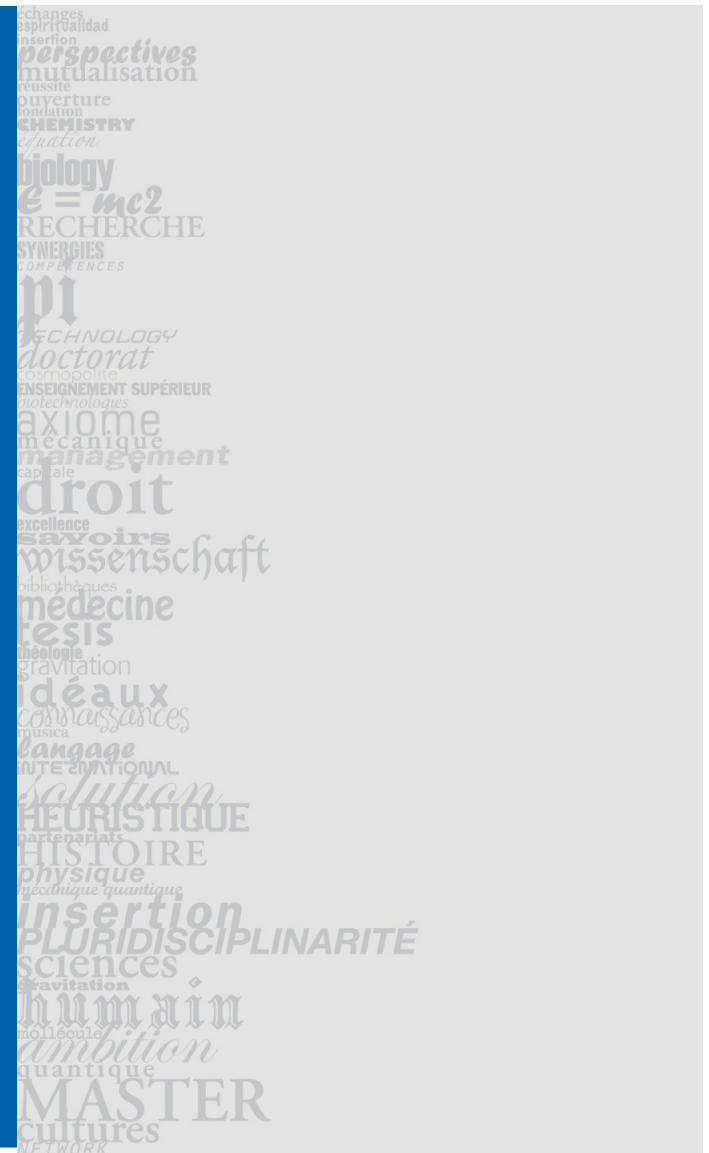 échanges
espiritualidad
insertion
perspectives
mutualisation
réussite
ouverture
fondation
CHEMISTRY
equation
biology
e = mc2
RECHERCHE
SYNERGIES
COMPÉTENCES
pi
TECHNOLOGY
doctorat
cosmopolite
ENSEIGNEMENT SUPÉRIEUR
biotechnologies
axiome
mécanique
management
capitale
droit
excellence
savoirs
wissenschaft
bibliothèques
médecine
tesis
théologie
gravitation
idéaux
connaissances
musica
langage
INTERNATIONAL
solution
HEURISTIQUE
partenariats
HISTOIRE
physique
mécanique quantique
insertion
PLURIDISCIPLINARITÉ
sciences
gravitation
humain
mollécule
ambition
quantique
MASTER
cultures
NETWORK